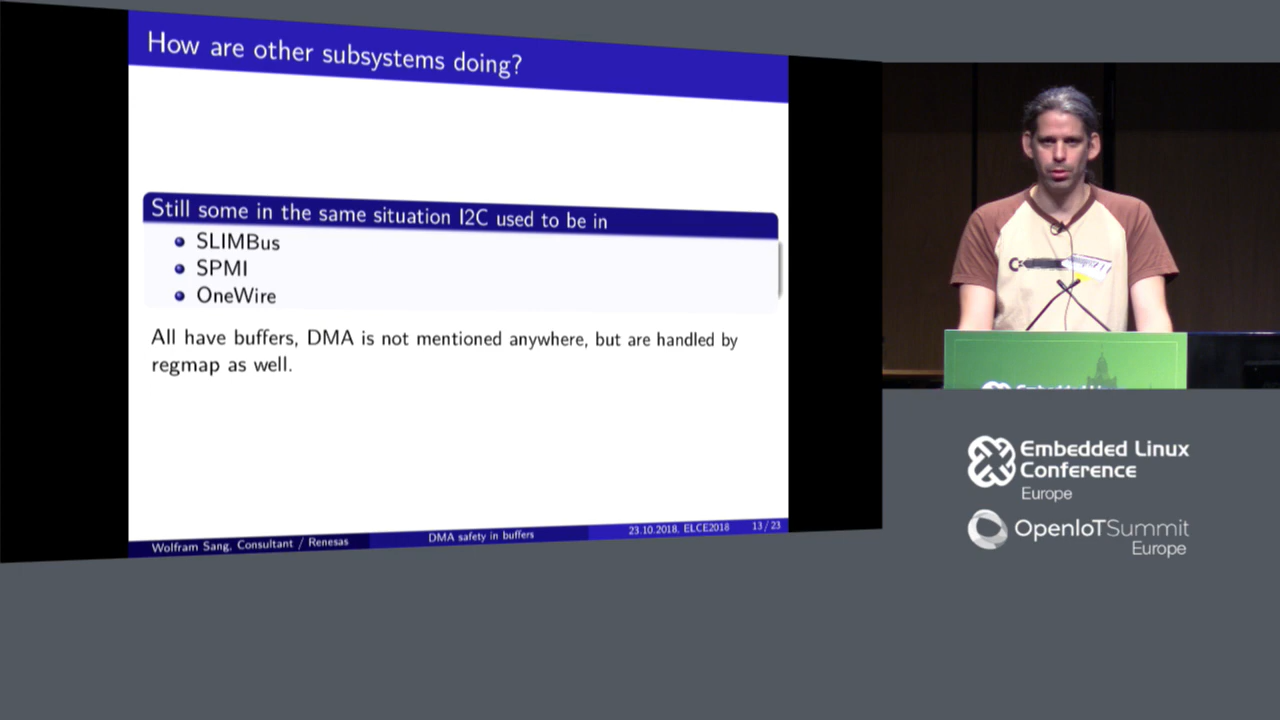 How are other subsystems doing?
Still some in the same situation I2C used to be in
SLIMBus
SPMI
OneWire
All have buffers, DMA is not mentioned anywhere, but are handled by
regmap as well.
Wolfram Sang, Consultant / Renesas
DMA safety in buffers
23.10.2018, ELCE2018
13 / 23
Embedded Linux
Conference
Europe
OpenIoTSummit
Europe